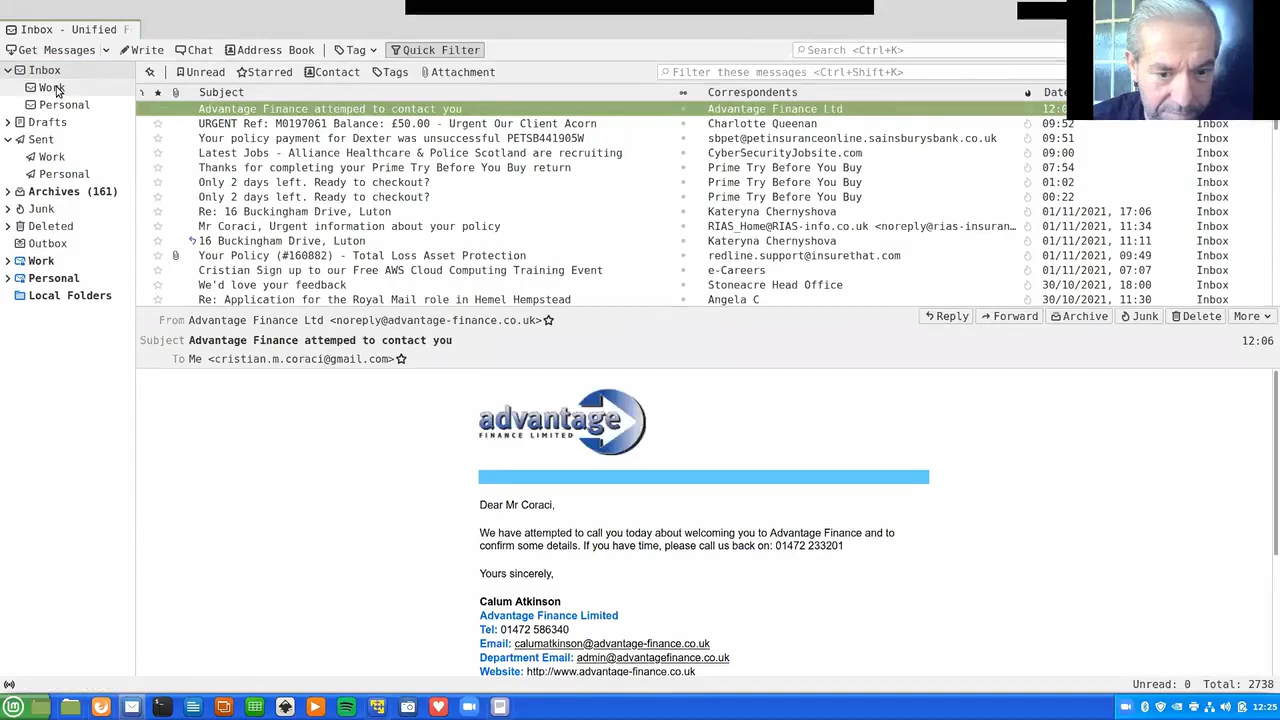 Inbox - Unified F
Get Messages Write Chat Address Book Tag Quick Filter Search <Ctrl+K>
Unread Starred Contact Tags Attachment Filter these messages <Ctrl+Shift+K>
Subject Correspondents Date
Advantage Finance attemped to contact you Advantage Finance Ltd 12:0
URGENT Ref: M0197061 Balance: £50.00 - Urgent Our Client Acorn Charlotte Queenan 09:52 Inbox
Your policy payment for Dexter was unsuccessful PETSB441905W sbpet@petinsuranceonline.sainsburysbank.co.uk 09:51 Inbox
Latest Jobs - Alliance Healthcare & Police Scotland are recruiting CyberSecurityJobsite.com 09:00 Inbox
Thanks for completing your Prime Try Before You Buy return Prime Try Before You Buy 07:54 Inbox
Only 2 days left. Ready to checkout? Prime Try Before You Buy 01:02 Inbox
Only 2 days left. Ready to checkout? Prime Try Before You Buy 00:22 Inbox
Re: 16 Buckingham Drive, Luton Kateryna Chernyshova 01/11/2021, 17:06 Inbox
Mr Coraci, Urgent information about your policy RIAS_Home@RIAS-info.co.uk <noreply@rias-insuran… 01/11/2021, 11:34 Inbox
16 Buckingham Drive, Luton Kateryna Chernyshova 01/11/2021, 11:11 Inbox
Your Policy (#160882) - Total Loss Asset Protection redline.support@insurethat.com 01/11/2021, 09:49 Inbox
Cristian Sign up to our Free AWS Cloud Computing Training Event e-Careers 01/11/2021, 07:07 Inbox
We'd love your feedback Stoneacre Head Office 30/10/2021, 18:00 Inbox
Re: Application for the Royal Mail role in Hemel Hempstead Angela C 30/10/2021, 11:30 Inbox
Inbox
Work
Personal
Drafts
Sent
Work
Personal
Archives (161)
Junk
Deleted
Outbox
Work
Personal
Local Folders
From Advantage Finance Ltd <noreply@advantage-finance.co.uk> Reply Forward Archive Junk Delete More
Subject Advantage Finance attemped to contact you 12:06
To Me <cristian.m.coraci@gmail.com>
advantage
FINANCE LIMITED
Dear Mr Coraci,
We have attempted to call you today about welcoming you to Advantage Finance and to
confirm some details. If you have time, please call us back on: 01472 233201
Yours sincerely,
Calum Atkinson
Advantage Finance Limited
Tel: 01472 586340
Email: calumatkinson@advantage-finance.co.uk
Department Email: admin@advantagefinance.co.uk
Website: http://www.advantage-finance.co.uk
Unread: 0 Total: 2738
12:25